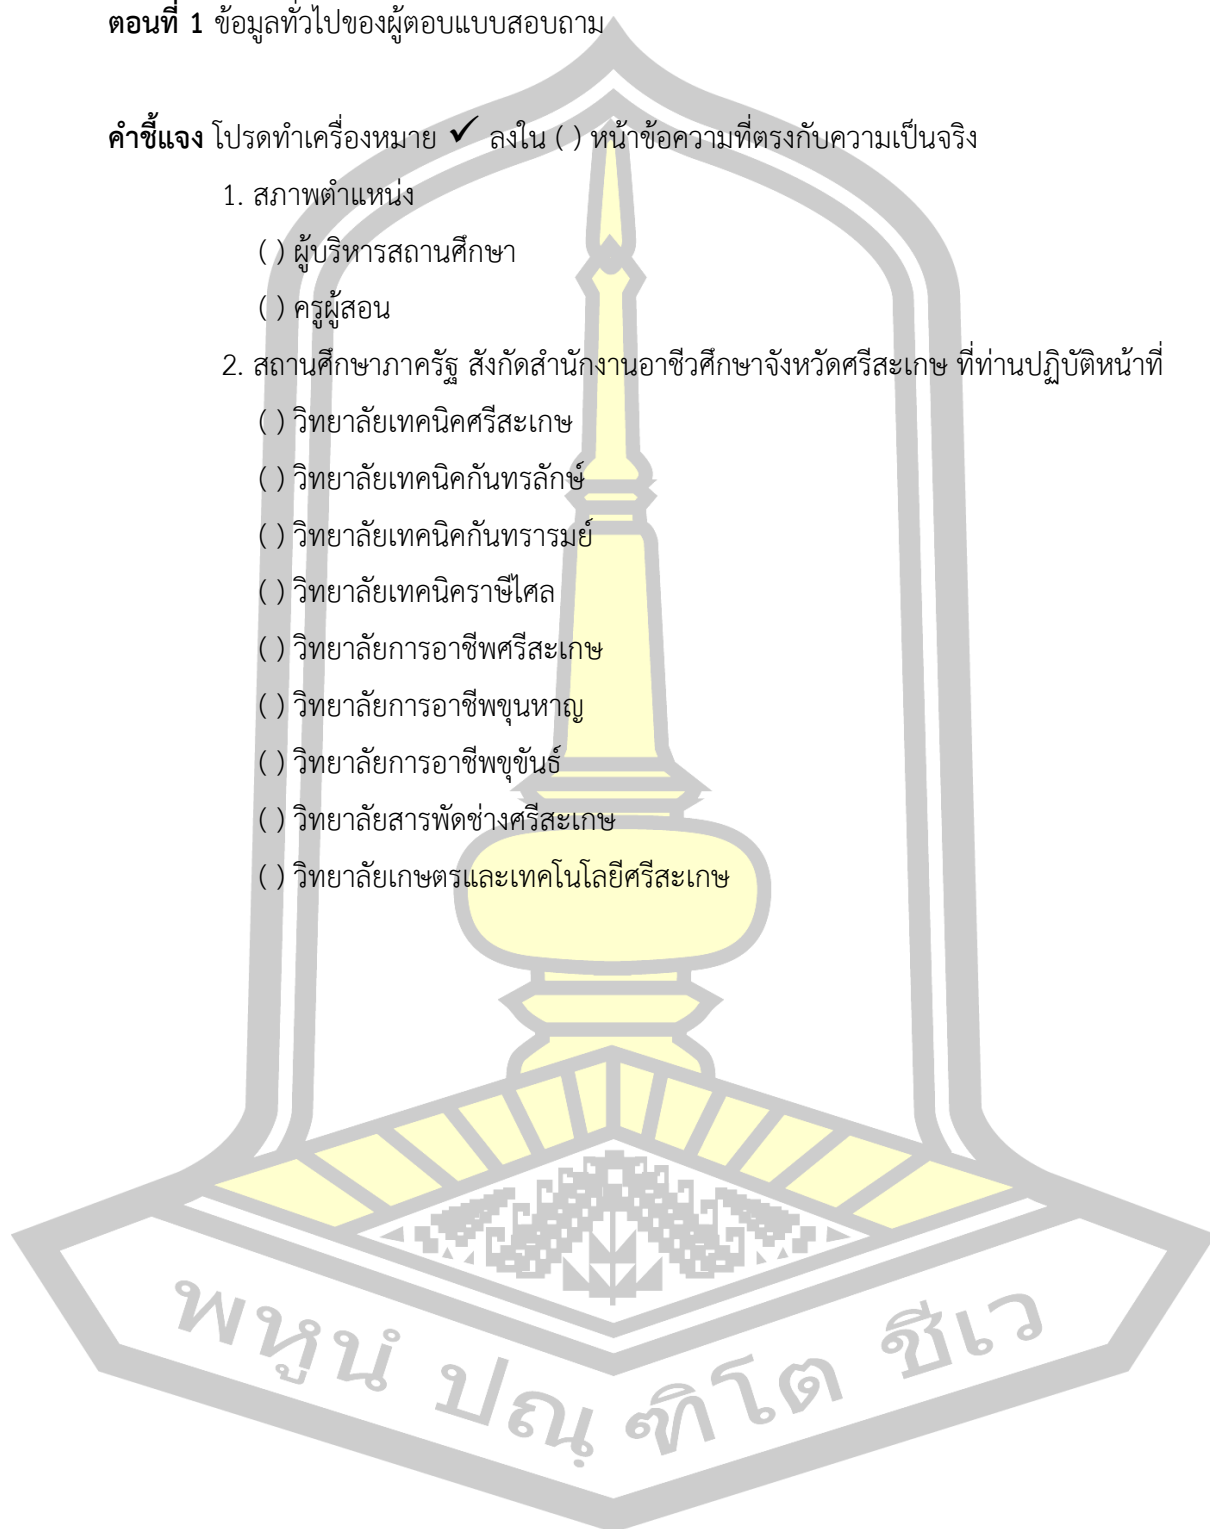 ตอนที่ 1 ข้อมูลทั่วไปของผู้ตอบแบบสอบถาม
คำชี้แจง โปรดทำเครื่องหมาย ✓ ลงใน ( ) หน้าข้อความที่ตรงกับความเป็นจริง
1. สภาพตำแหน่ง
( ) ผู้บริหารสถานศึกษา
( ) ครูผู้สอน
2. สถานศึกษาภาครัฐ สังกัดสำนักงานอาชีวศึกษาจังหวัดศรีสะเกษ ที่ท่านปฏิบัติหน้าที่
( ) วิทยาลัยเทคนิคศรีสะเกษ
( ) วิทยาลัยเทคนิคกันทรลักษ์
( ) วิทยาลัยเทคนิคกันทรารมย์
( ) วิทยาลัยเทคนิคราษีไศล
( ) วิทยาลัยการอาชีพศรีสะเกษ
( ) วิทยาลัยการอาชีพขุนหาญ
( ) วิทยาลัยการอาชีพขุขันธ์
( ) วิทยาลัยสารพัดช่างศรีสะเกษ
( ) วิทยาลัยเกษตรและเทคโนโลยีศรีสะเกษ
พหูนํ ปณฺ ฑิโต ชีเว